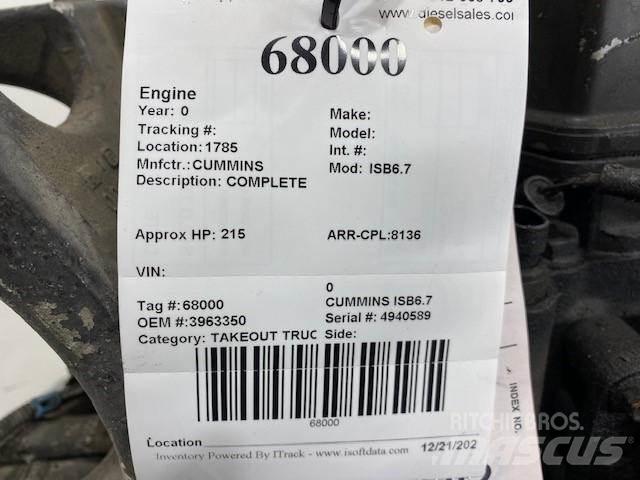 www.dieselsales.co
68000
Engine
Year: 0
Make:
Tracking #:
Model:
Location: 1785
Int. #:
Mnfctr.: CUMMINS
Mod: ISB6.7
Description: COMPLETE
Approx HP: 215
ARR-CPL:8136
VIN:
0
Tag #: 68000
CUMMINS ISB6.7
OEM #:3963350
Serial #: 4940589
Category: TAKEOUT TRUC
Side:
68000
Location
12/21/202
Inventory Powered By ITrack - www.isoftdata.com
INDEX NO.
RITCHIE BROS.
MASCUS